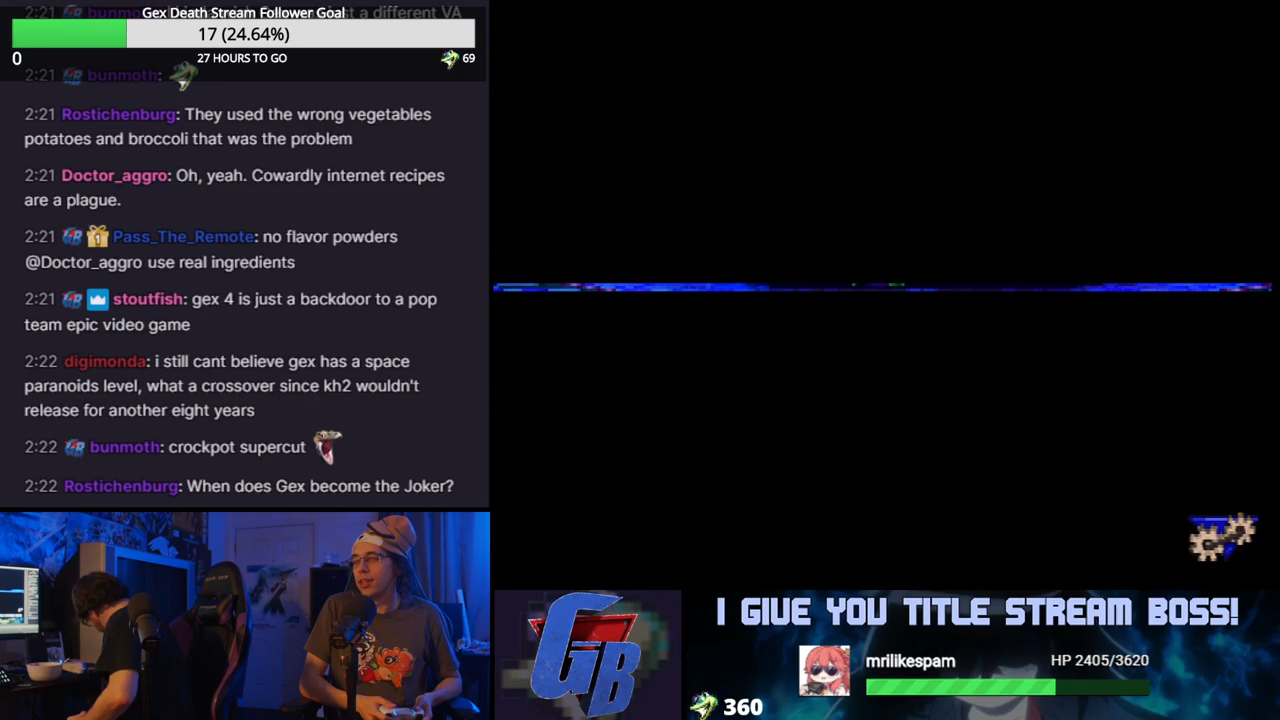 Gex Death Stream Follower Goal
17 (24.64%)
0
27 HOURS TO GO
69
2:21 bunmoth:
2:21 Rostichenburg: They used the wrong vegetables
potatoes and broccoli that was the problem
2:21 Doctor_aggro: Oh, yeah. Cowardly internet recipes
are a plague.
2:21 GB 1 Pass_The_Remote: no flavor powders
@Doctor_aggro use real ingredients
2:21 GB stoutfish: gex 4 is just a backdoor to a pop
team epic video game
2:22 digimonda: i still cant believe gex has a space
paranoids level, what a crossover since kh2 wouldn't
release for another eight years
2:22 GB bunmoth: crockpot supercut
2:22 Rostichenburg: When does Gex become the Joker?
GB
I GIVE YOU TITLE STREAM BOSS!
mrilikespam
HP 2405/3620
360